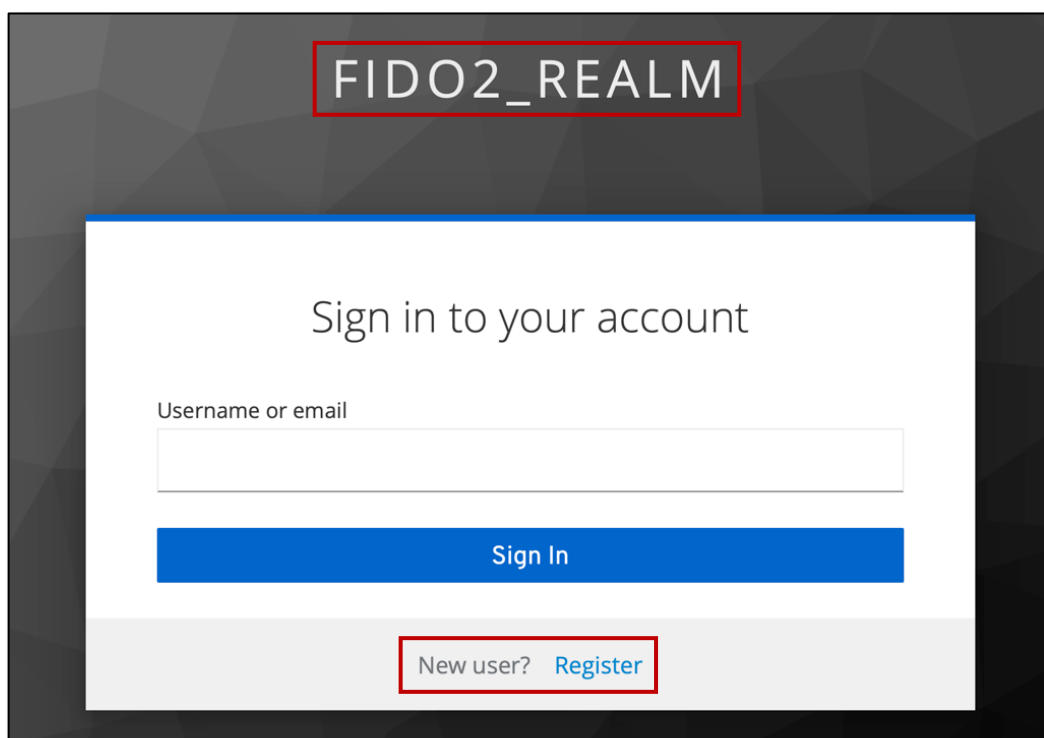 FIDO2_REALM
Sign in to your account
Username or email
Sign In
New user? Register